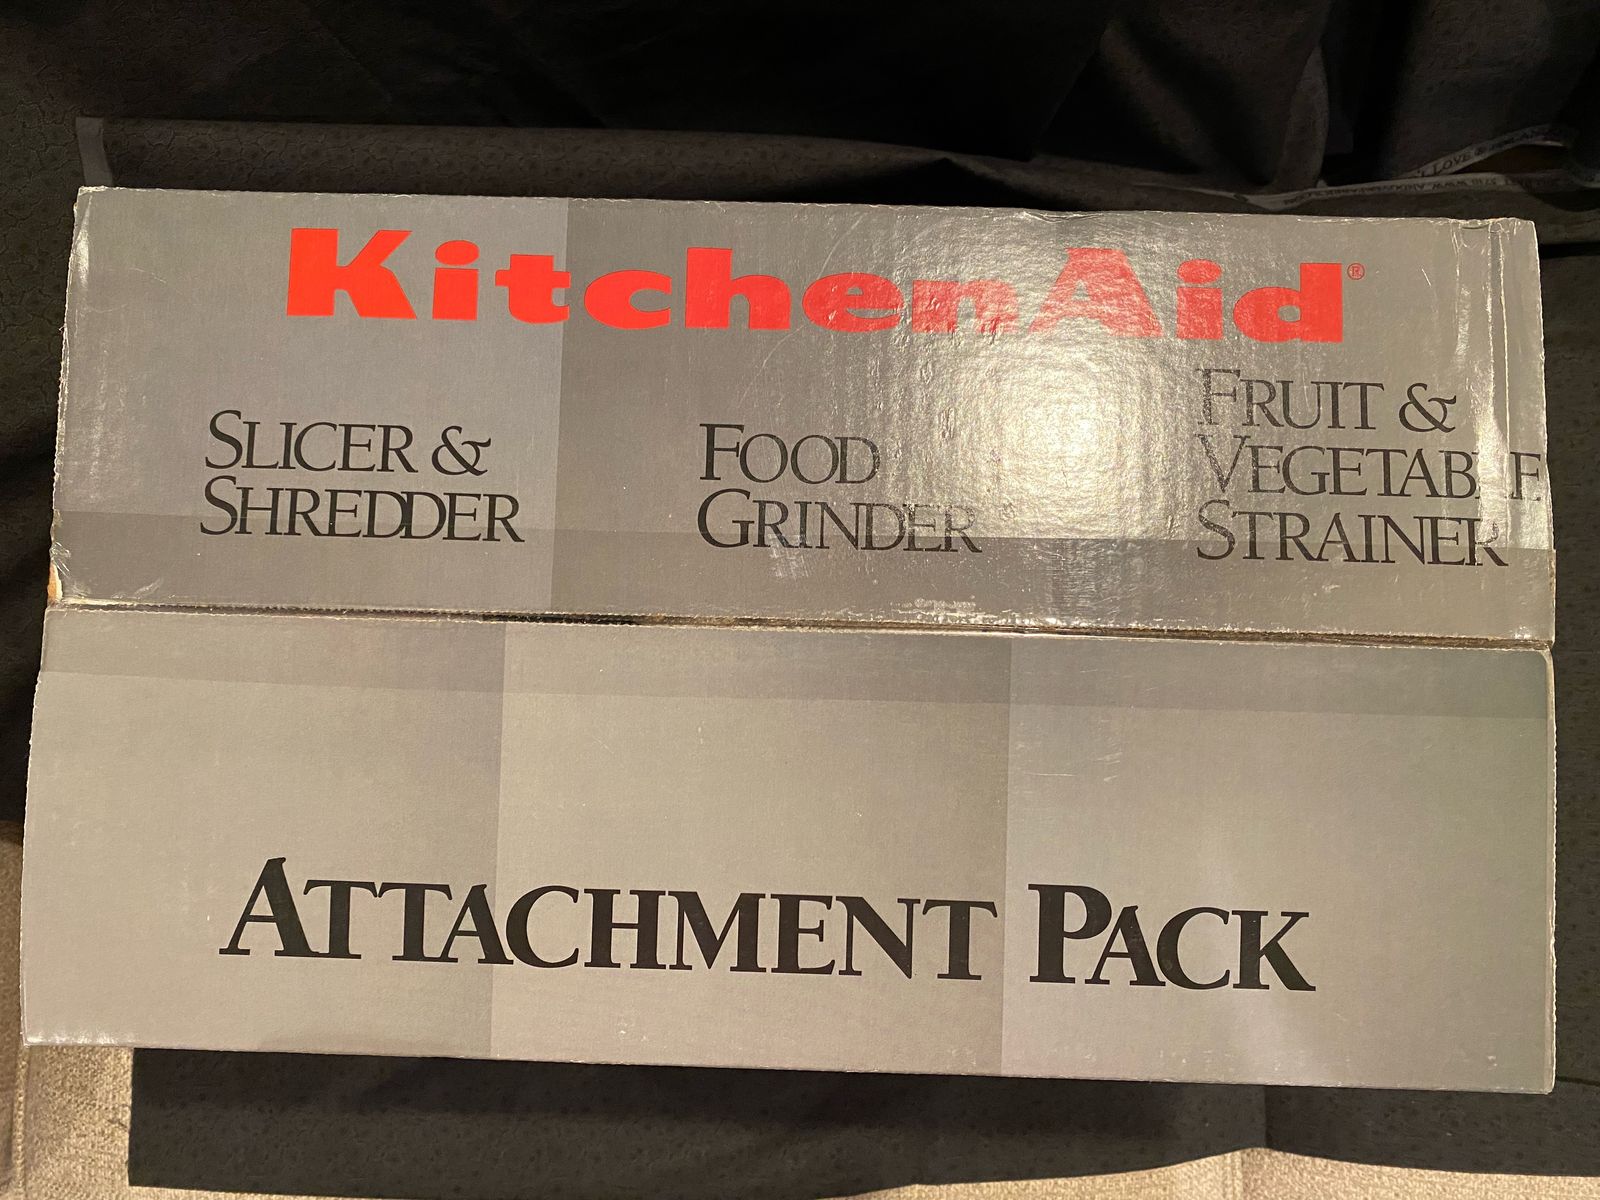 KitchenAid®
SLICER &
SHREDDER
FOOD
GRINDER
FRUIT &
VEGETABLE
STRAINER
ATTACHMENT PACK